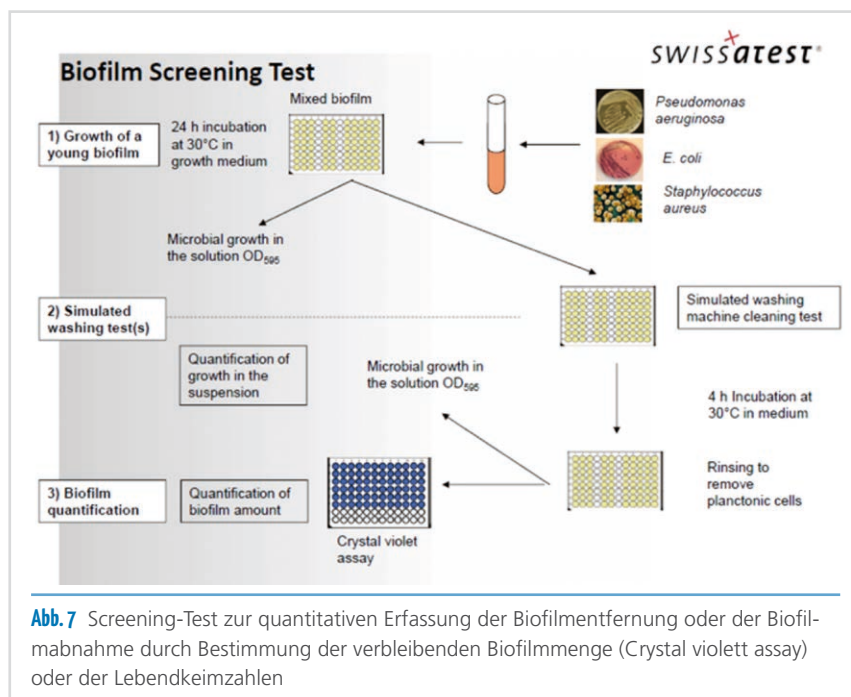 SWISSatest®
Biofilm Screening Test
Mixed biofilm
1) Growth of a
young biofilm
24 h incubation
at 30°C in
growth medium
Pseudomonas
aeruginosa
E. coli
Staphylococcus
aureus
Microbial growth in
the solution OD595
2) Simulated
washing test(s)
Simulated washing
machine cleaning test
Quantification of
growth in the
suspension
Microbial growth in
the solution OD595
4 h Incubation at
30°C in medium
3) Biofilm
quantification
Quantification of
biofilm amount
Rinsing to
remove
planctonic cells
Crystal violet
assay
Abb. 7 Screening-Test zur quantitativen Erfassung der Biofilmentfernung oder der Biofil-
mabnahme durch Bestimmung der verbleibenden Biofilmmenge (Crystal violett assay)
oder der Lebendkeimzahlen